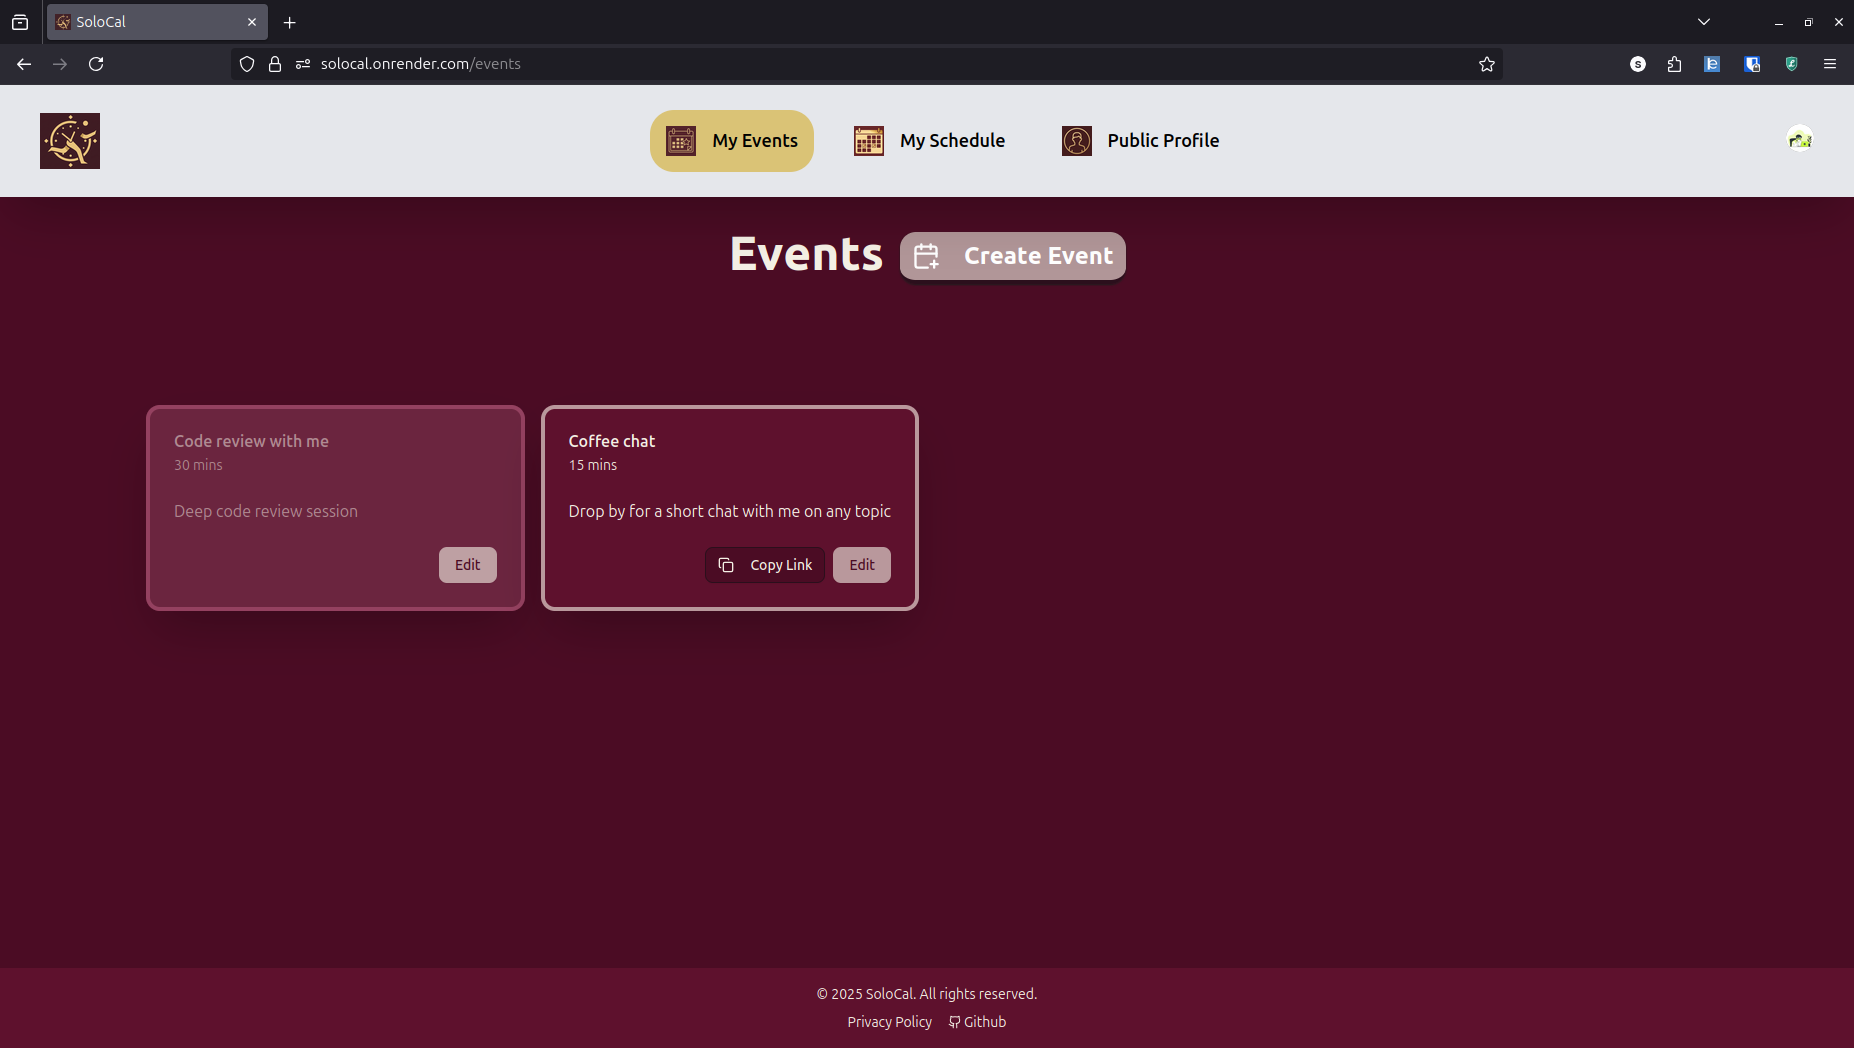 SoloCal
solocal.onrender.com/events
My Events
My Schedule
Public Profile
Events
Create Event
Code review with me
30 mins
Deep code review session
Edit
Coffee chat
15 mins
Drop by for a short chat with me on any topic
Copy Link
Edit
© 2025 SoloCal. All rights reserved.
Privacy Policy Github